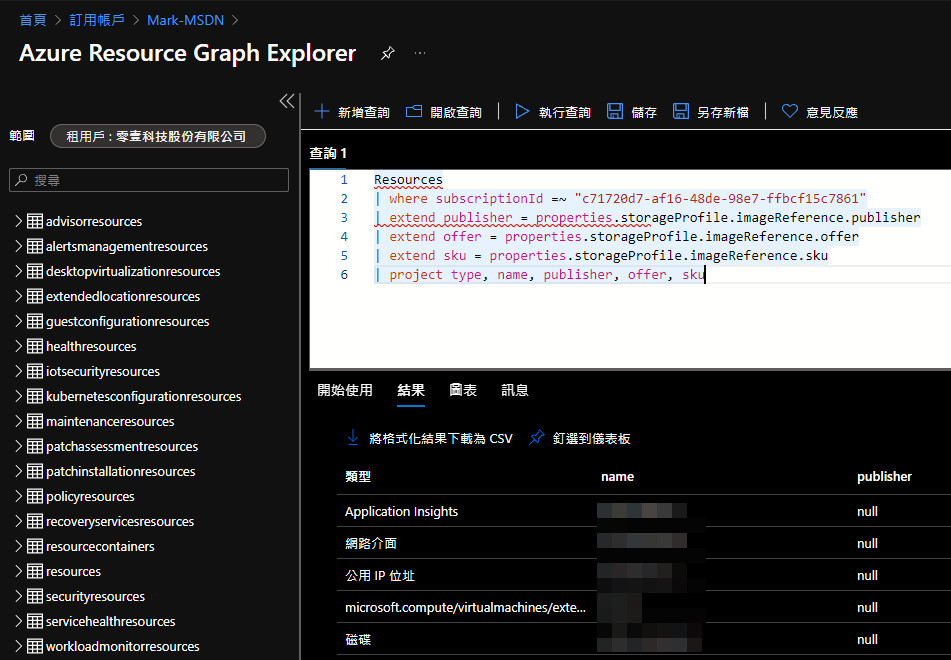 首頁 > 訂用帳戶 > Mark-MSDN >
Azure Resource Graph Explorer ...
<<
範圍 租用戶 : 零壹科技股份有限公司
搜尋
advisorresources
alertsmanagementresources
desktopvirtualizationresources
extendedlocationresources
guestconfigurationresources
healthresources
iotsecurityresources
kubernetesconfigurationresources
maintenanceresources
patchassessmentresources
patchinstallationresources
policyresources
recoveryservicesresources
resourcecontainers
resources
securityresources
servicehealthresources
workloadmonitorresources
新增查詢 開啟查詢 執行查詢 儲存 另存新檔 意見反應
查詢 1
1 Resources
2 | where subscriptionId =~ "c71720d7-af16-48de-98e7-ffbcf15c7861"
3 | extend publisher = properties.storageProfile.imageReference.publisher
4 | extend offer = properties.storageProfile.imageReference.offer
5 | extend sku = properties.storageProfile.imageReference.sku
6 | project type, name, publisher, offer, sku
開始使用 結果 圖表 訊息
將格式化結果下載為 CSV 釘選到儀表板
類型 name publisher
Application Insights null
網路介面 null
公用 IP 位址 null
microsoft.compute/virtualmachines/exte... null
磁碟 null